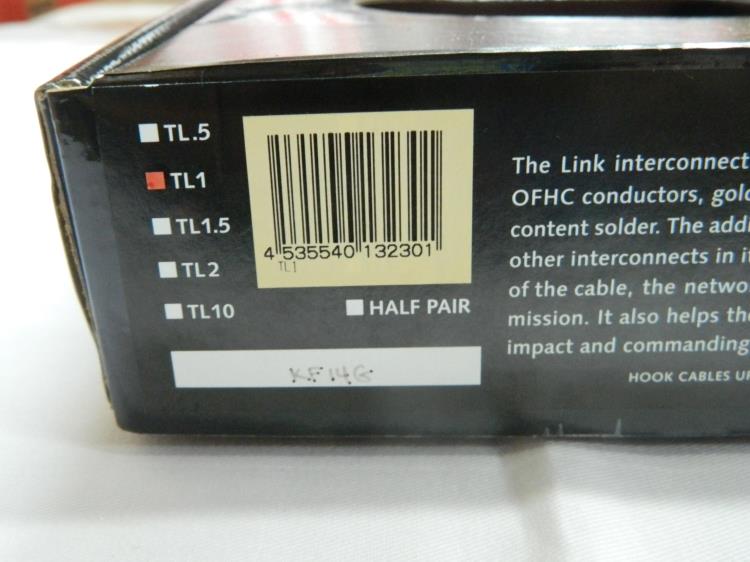 TL.5
TL1
TL1.5
TL2
TL10
4 535540 132301
TL1
HALF PAIR
KF14G
The Link interconnect
OFHC conductors, gold
content solder. The addi
other interconnects in it
of the cable, the networ
mission. It also helps the
impact and commanding
HOOK CABLES UP